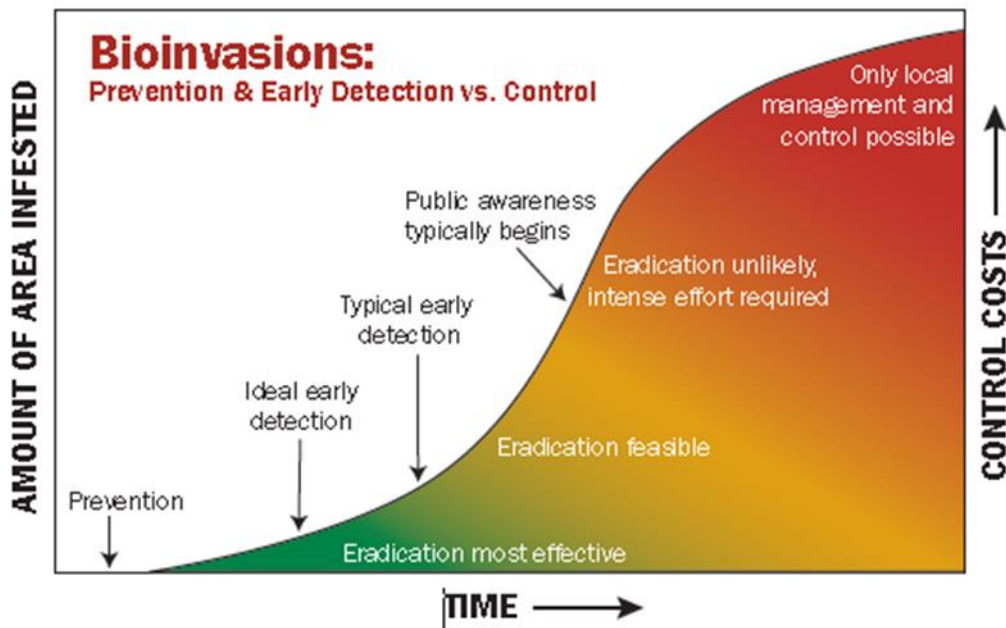 Bioinvasions:
Prevention & Early Detection vs. Control
Only local
management and
control possible
Public awareness
typically begins
Eradication unlikely,
intense effort required
Typical early
detection
Ideal early
detection
Eradication feasible
Prevention
Eradication most effective
AMOUNT OF AREA INFESTED
CONTROL COSTS
TIME